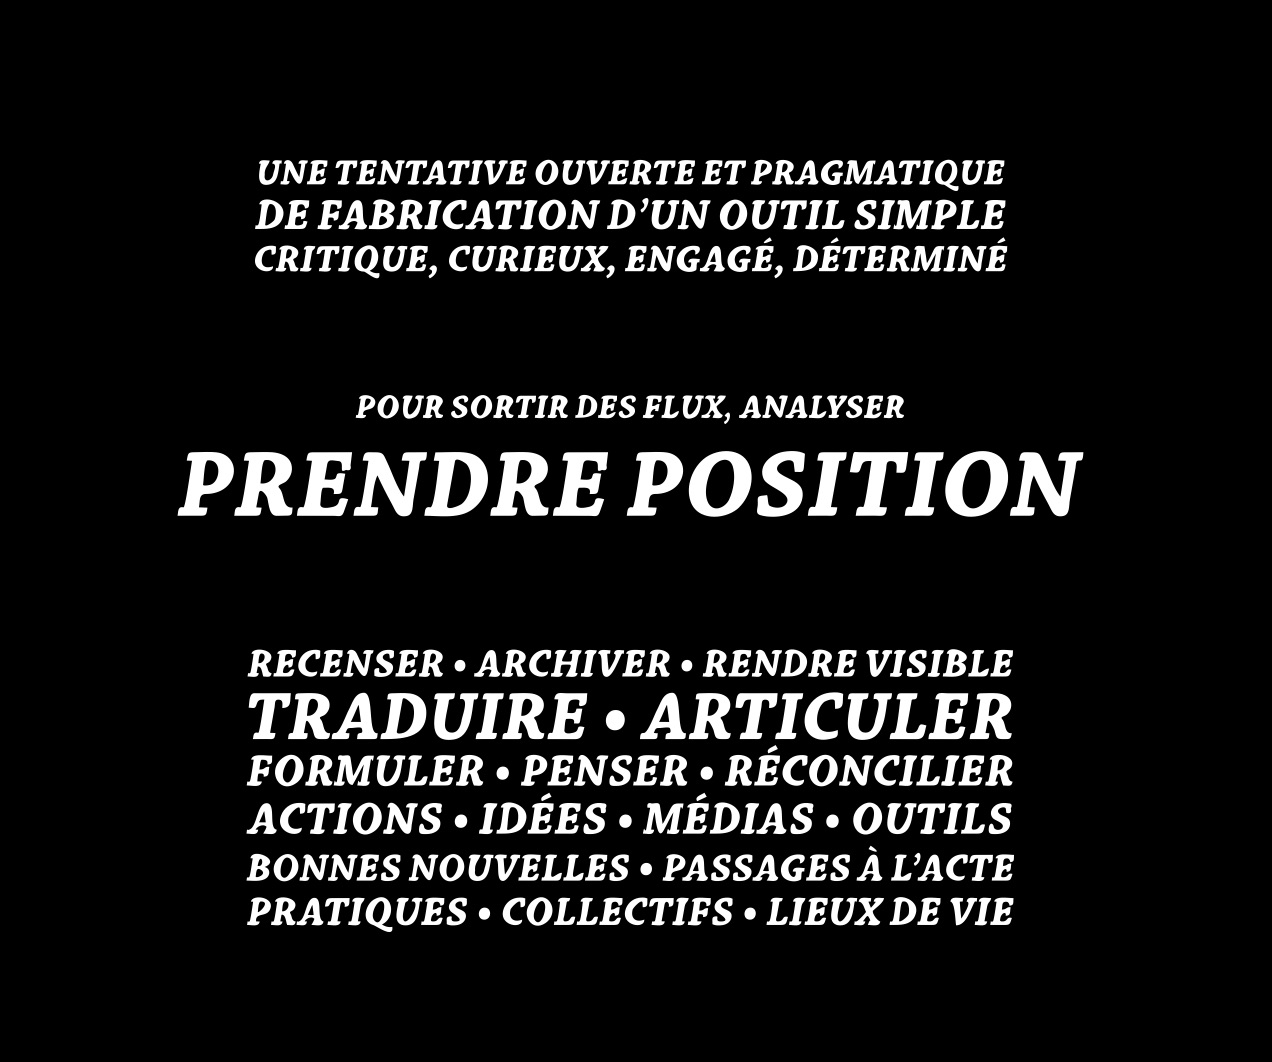 UNE TENTATIVE OUVERTE ET PRAGMATIQUE
DE FABRICATION D’UN OUTIL SIMPLE
CRITIQUE, CURIEUX, ENGAGÉ, DÉTERMINÉ
POUR SORTIR DES FLUX, ANALYSER
PRENDRE POSITION
RECENSER • ARCHIVER • RENDRE VISIBLE
TRADUIRE • ARTICULER
FORMULER • PENSER • RÉCONCILIER
ACTIONS • IDÉES • MÉDIAS • OUTILS
BONNES NOUVELLES • PASSAGES À L’ACTE
PRATIQUES • COLLECTIFS • LIEUX DE VIE